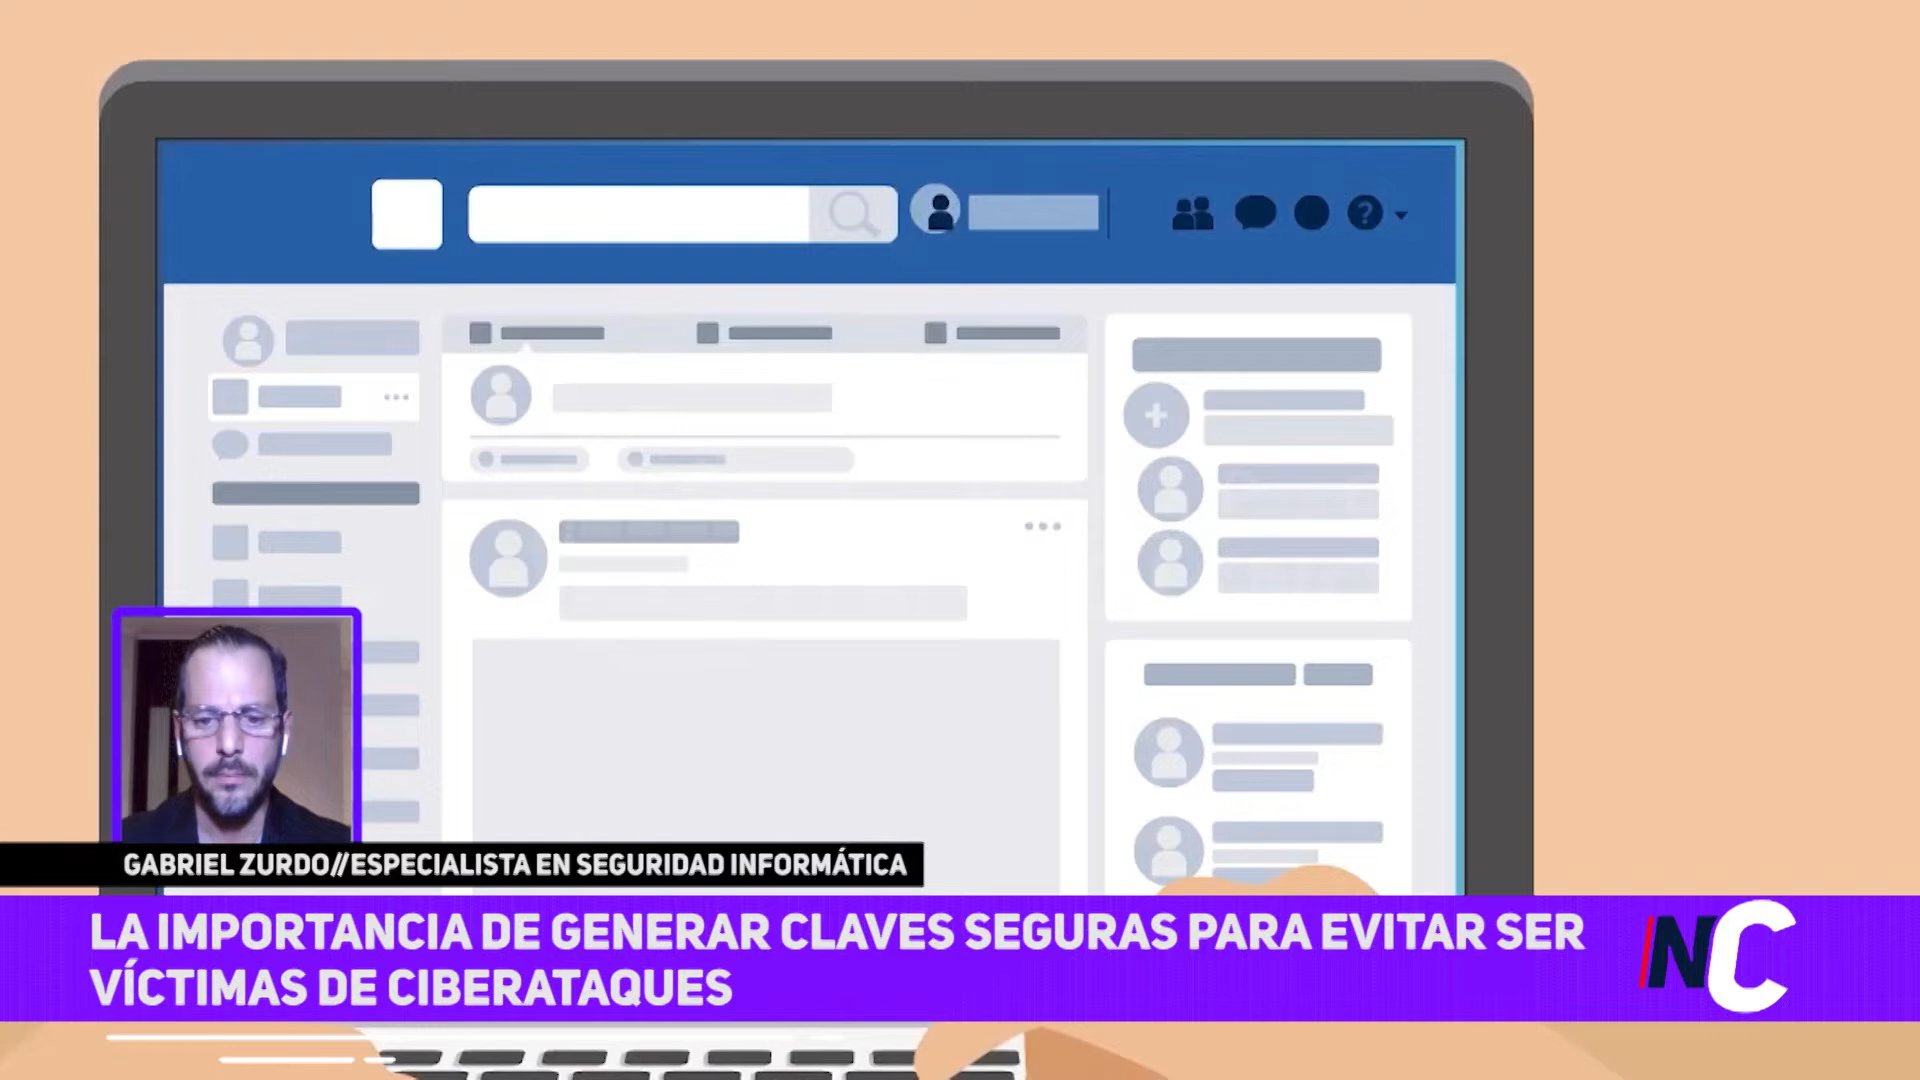 ?
GABRIEL ZURDO//ESPECIALISTA EN SEGURIDAD INFORMÁTICA
LA IMPORTANCIA DE GENERAR CLAVES SEGURAS PARA EVITAR SER
VÍCTIMAS DE CIBERATAQUES
NC